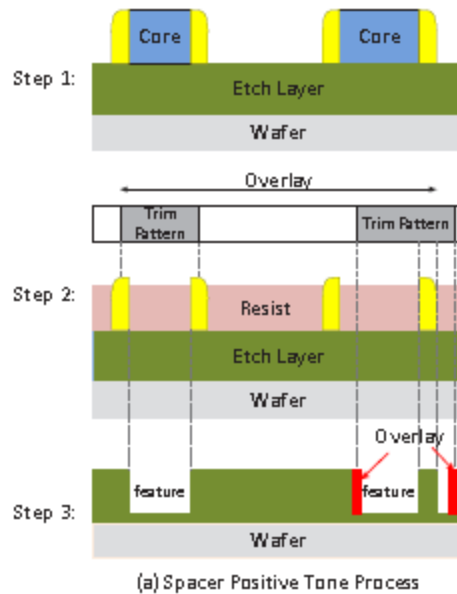 Core Core
Step 1:
Etch Layer
Wafer
Overlay
Trim Pattern Trim Pattern
Step 2:
Resist
Etch Layer
Wafer
Overlay
feature feature
Step 3:
Wafer
(a) Spacer Positive Tone Process